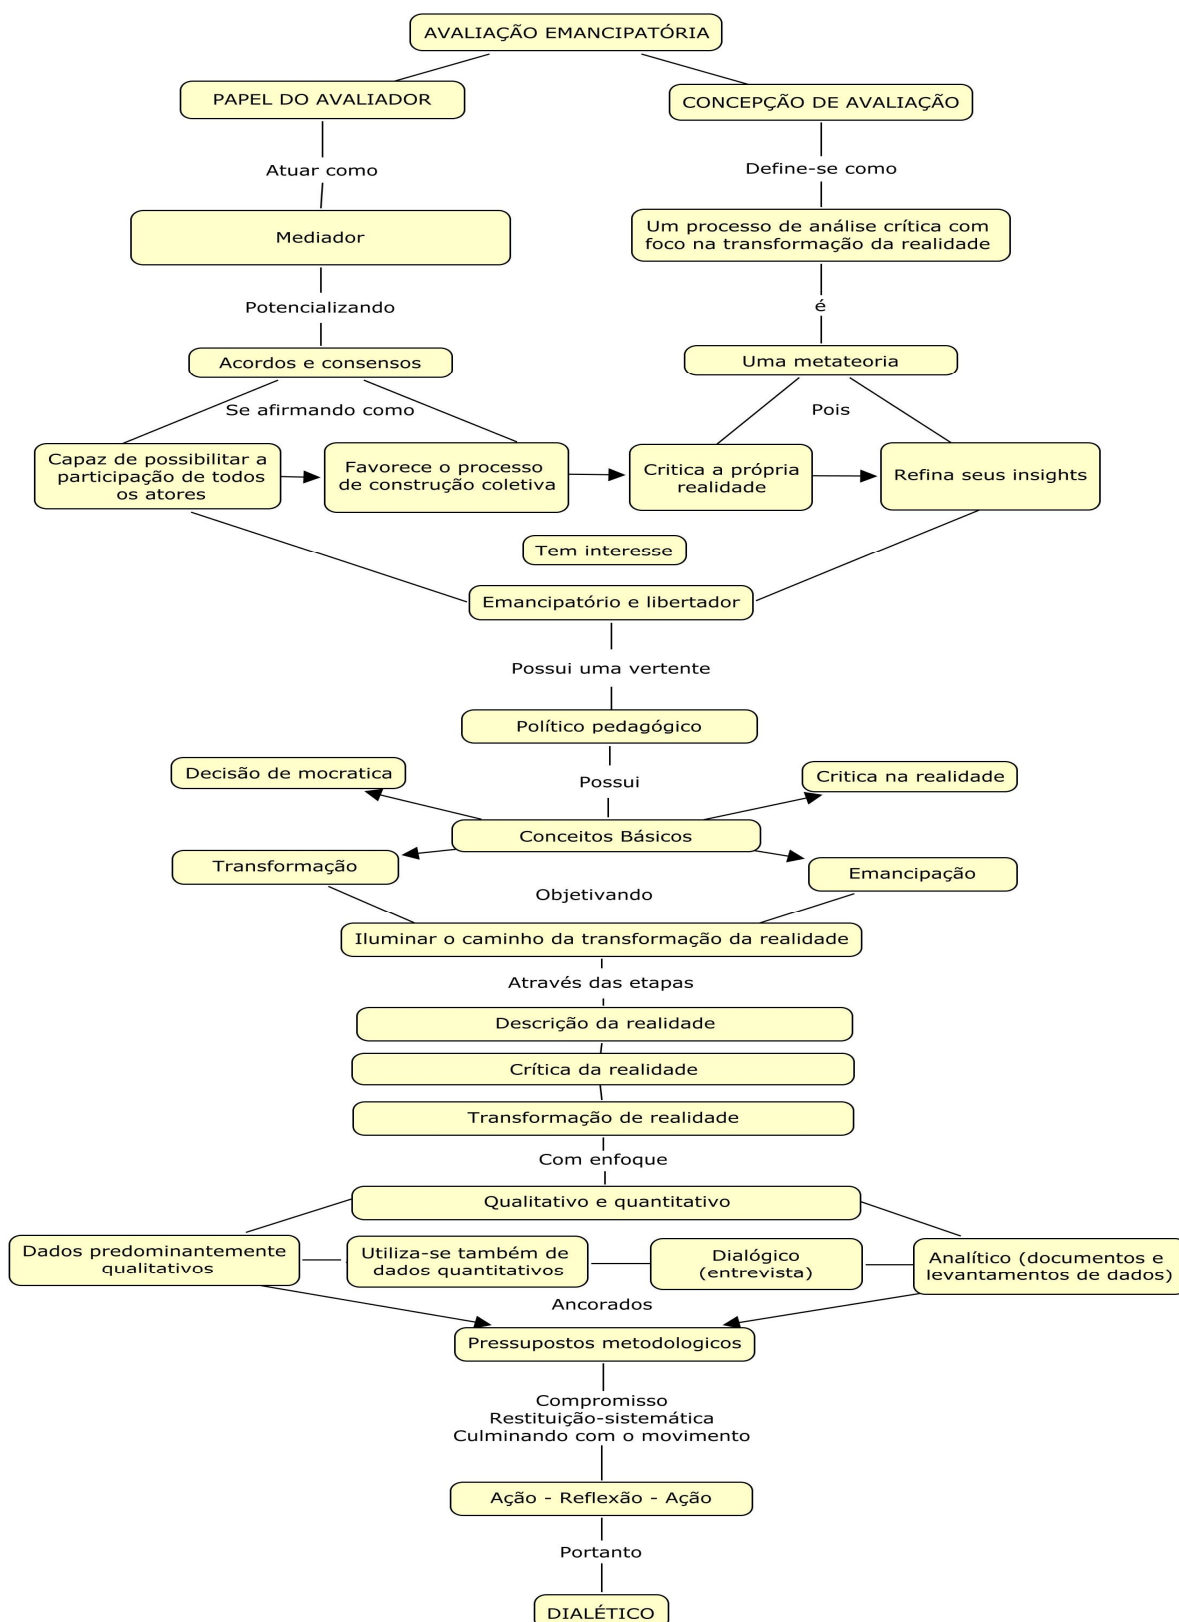 AVALIAÇÃO EMANCIPATÓRIA
PAPEL DO AVALIADOR
CONCEPÇÃO DE AVALIAÇÃO
Atuar como
Define-se como
Mediador
Um processo de análise crítica com
foco na transformação da realidade
Potencializando
é
Acordos e consensos
Uma metateoria
Se afirmando como
Pois
Capaz de possibilitar a
participação de todos
os atores
Favorece o processo
de construção coletiva
Critica a própria
realidade
Refina seus insights
Tem interesse
Emancipatório e libertador
Possui uma vertente
Político pedagógico
Decisão de mocratica
Possui
Critica na realidade
Conceitos Básicos
Transformação
Emancipação
Objetivando
Iluminar o caminho da transformação da realidade
Através das etapas
Descrição da realidade
Crítica da realidade
Transformação de realidade
Com enfoque
Qualitativo e quantitativo
Dados predominantemente
qualitativos
Utiliza-se também de
dados quantitativos
Dialógico
(entrevista)
Analítico (documentos e
levantamentos de dados)
Ancorados
Pressupostos metodologicos
Compromisso
Restituição-sistemática
Culminando com o movimento
Ação - Reflexão - Ação
Portanto
DIALÉTICO